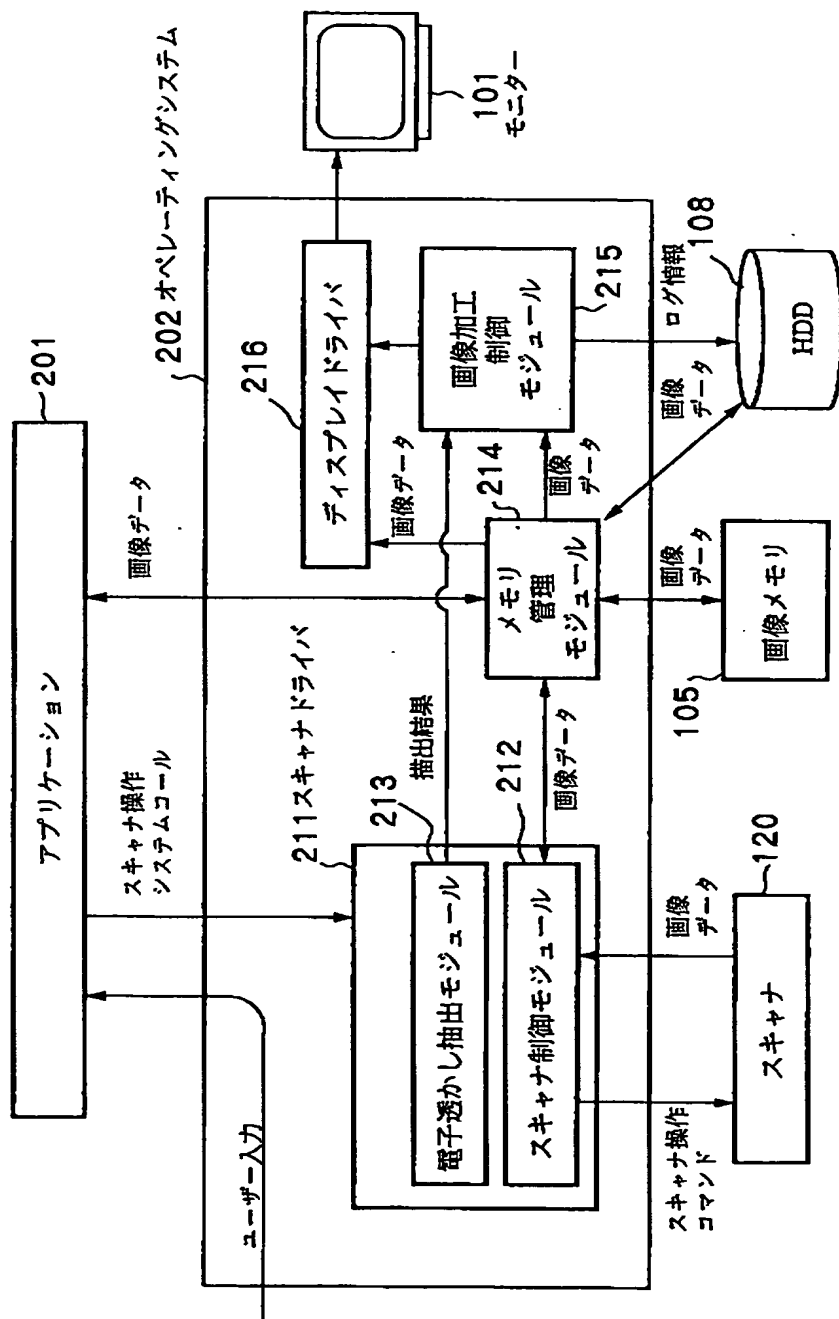 201
アプリケーション
画像データ
スキャナ操作
システムコール
ユーザー入力
202 オペレーティングシステム
216
ディスプレイドライバ
101
モニター
画像データ
画像加工
制御
モジュール
215
214
メモリ
管理
モジュール
画像
データ
211スキャナドライバ
描出結果
213
電子透かし抽出モジュール
212
スキャナ制御モジュール
画像データ
スキャナ操作
コマンド
画像
データ
120
スキャナ
画像
データ
105
画像メモリ
画像
データ
ログ情報
108
HDD